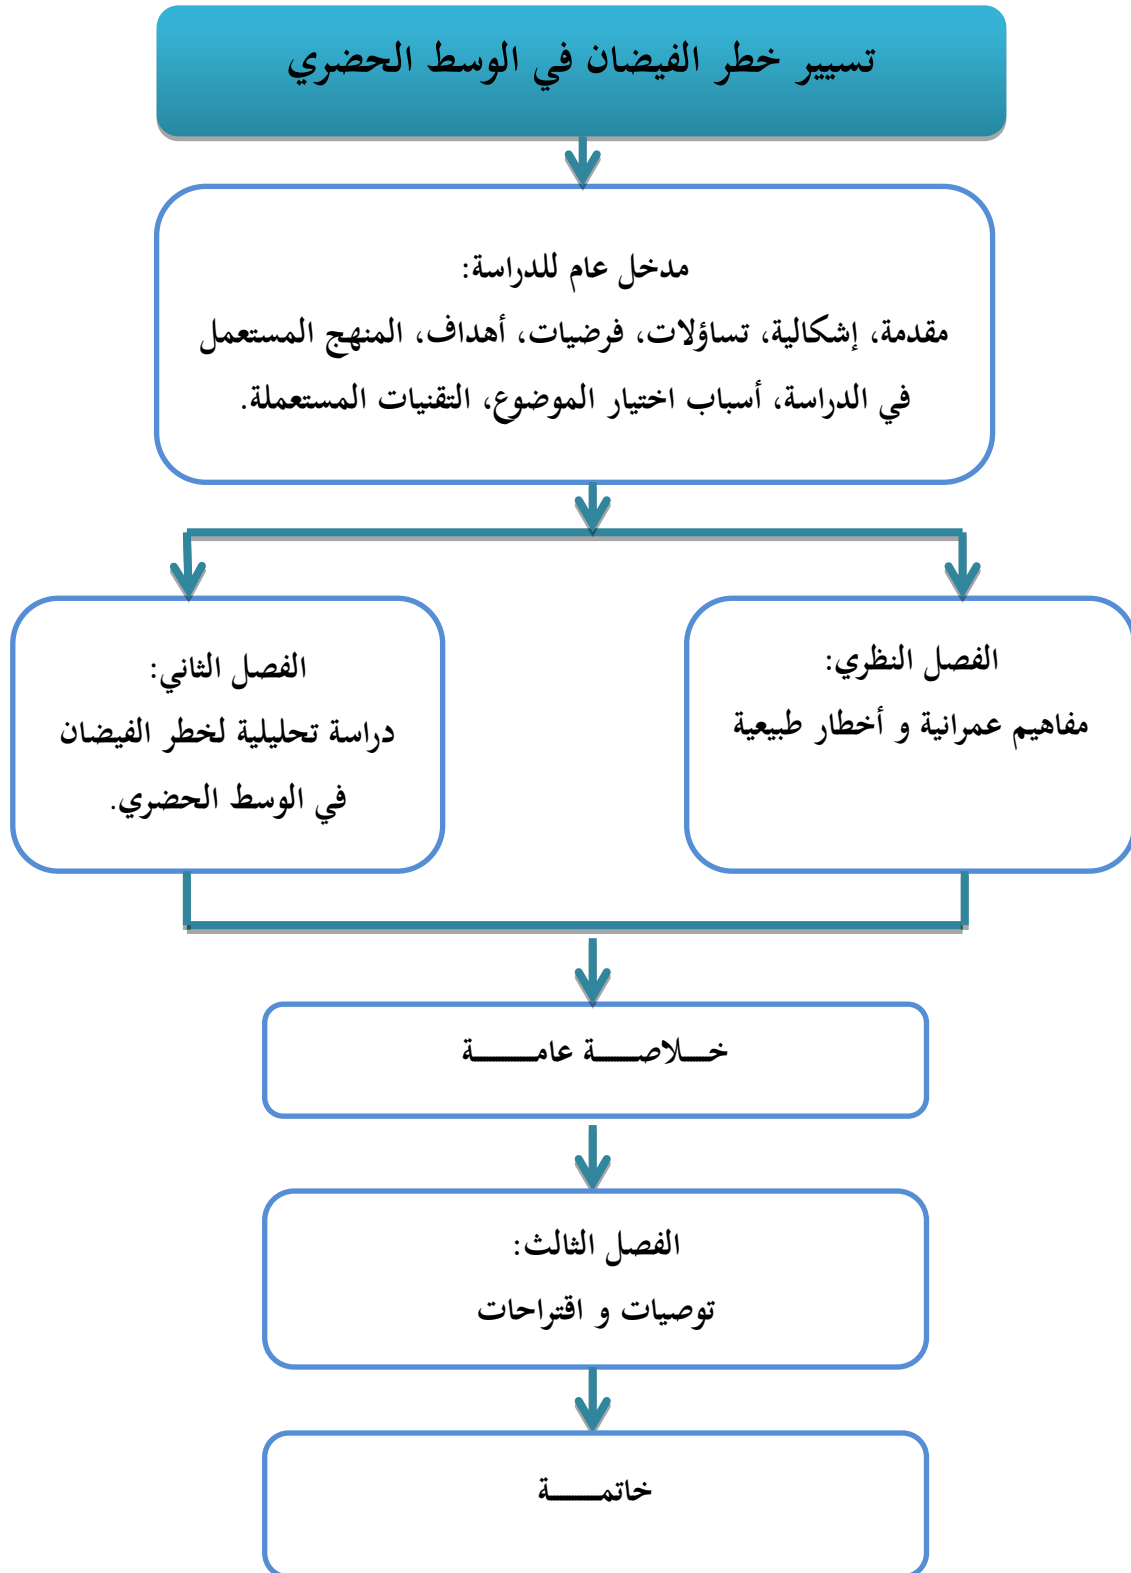 تسيير خطر الفيضان في الوسط الحضري
مدخل عام للدراسة:
مقدمة، إشكالية، تساؤلات، فرضيات، أهداف، المنهج المستعمل
في الدراسة، أسباب اختيار الموضوع، التقنيات المستعملة.
الفصل النظري:
مفاهيم عمرانية و أخطار طبيعية
الفصل الثاني:
دراسة تحليلية لخطر الفيضان
في الوسط الحضري.
خـــلاصـــــة عامـــــــة
الفصل الثالث:
توصيات و اقتراحات
خاتمـــــــة